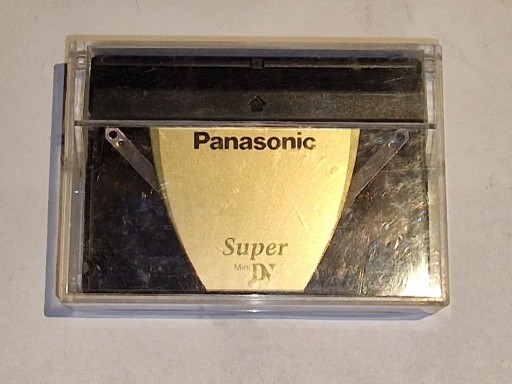 Panasonic
Super
Mini DV